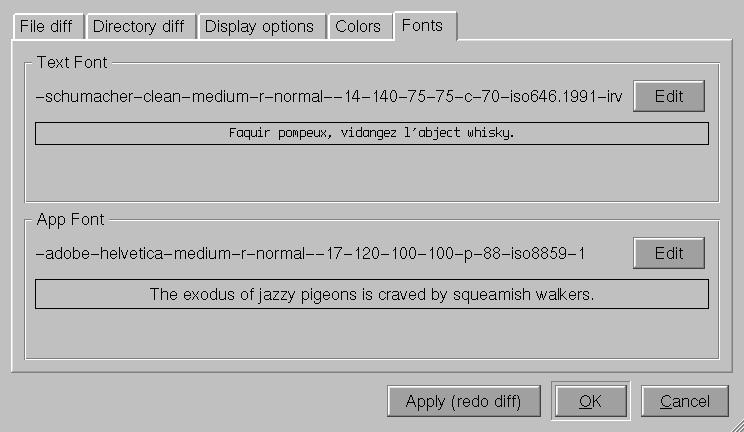 File diff Directory diff Display options Colors Fonts
Text Font
-schumacher-clean-medium-r-normal--14-140-75-75-c-70-iso646.1991-irv Edit
Faquir pompeux, vidangez l'abject whisky.
App Font
-adobe-helvetica-medium-r-normal--17-120-100-100-p-88-iso8859-1 Edit
The exodus of jazzy pigeons is craved by squeamish walkers.
Apply (redo diff) OK Cancel